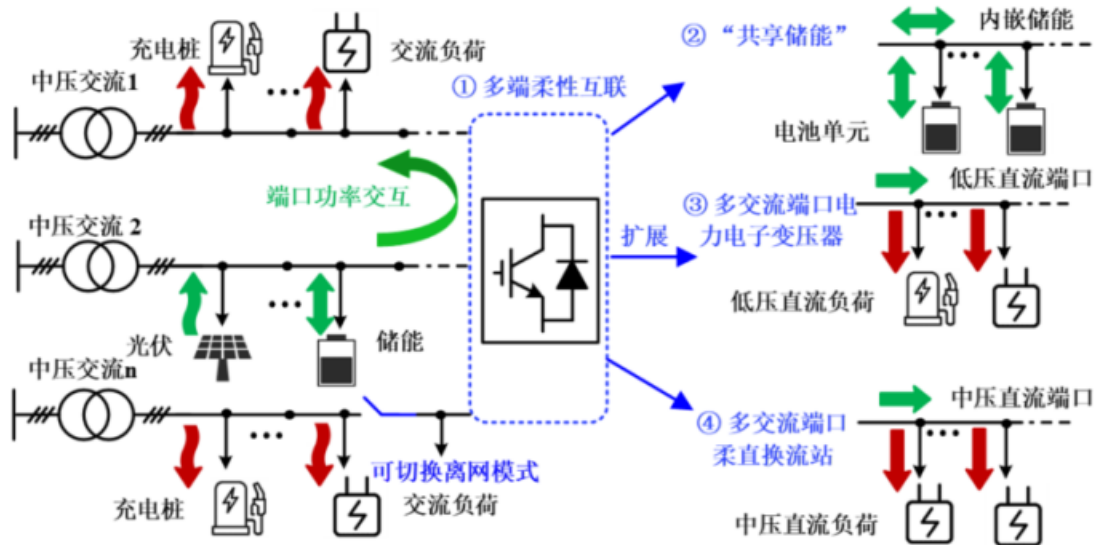 充电桩
交流负荷
中压交流1
① 多端柔性互联
端口功率交互
中压交流 2
光伏
储能
中压交流n
可切换离网模式
充电桩
交流负荷
扩展
② “共享储能”
内嵌储能
电池单元
低压直流端口
③ 多交流端口电
力电子变压器
低压直流负荷
中压直流端口
④ 多交流端口
柔直换流站
中压直流负荷